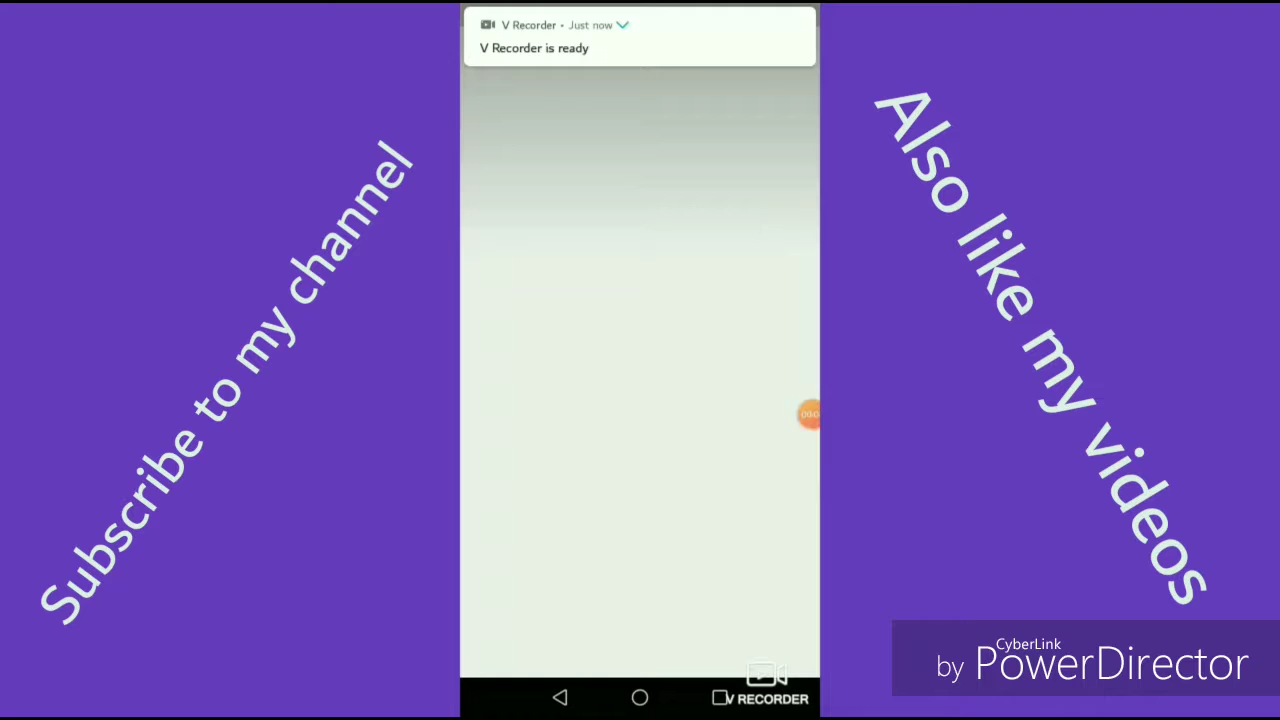 V Recorder • Just now
V Recorder is ready
Subscribe to my channel
Also like my videos
V RECORDER
CyberLink
by PowerDirector